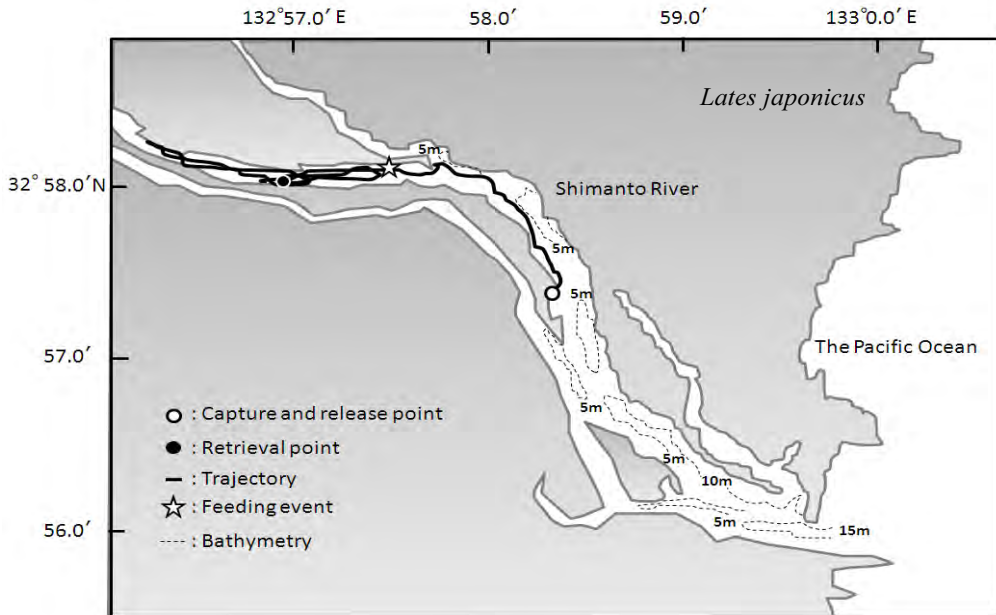 132°57.0′ E 58.0′ 59.0′ 133°0.0′ E
Lates japonicus
5m
32° 58.0′N
Shimanto River
5m
5m
57.0′
The Pacific Ocean
○ : Capture and release point
5m
● : Retrieval point
5m
10m
: Trajectory
☆ : Feeding event
5m
15m
56.0′
: Bathymetry